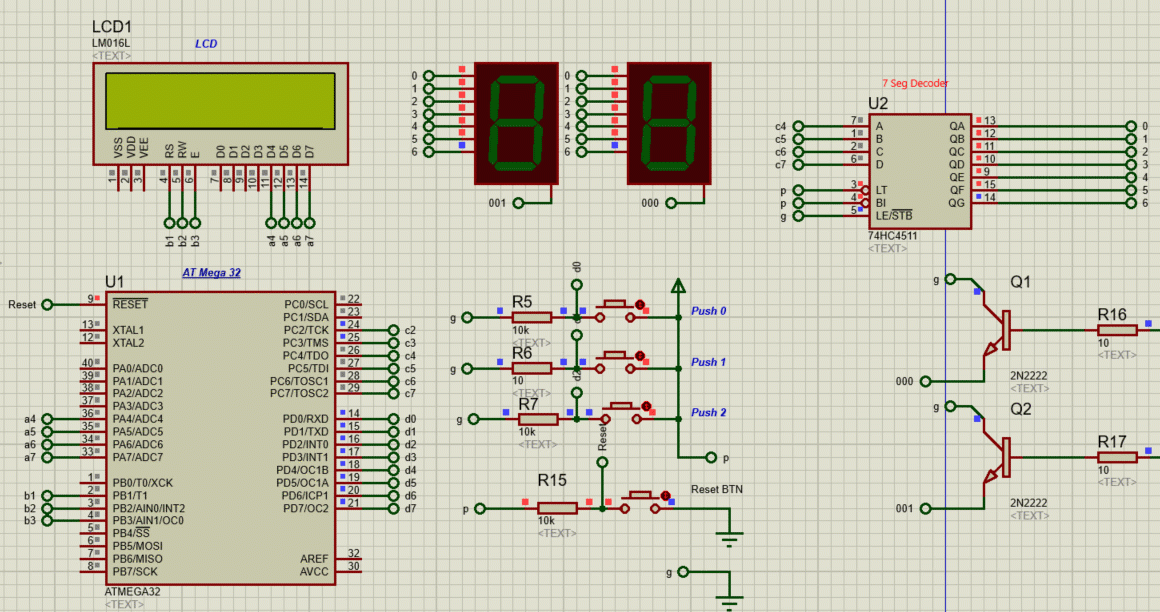 LCD1
LM016L
<TEXT>
LCD
VSS
VDD
VEE
RS
RW
E
D0
D1
D2
D3
D4
D5
D6
D7
1
2
3
4
5
6
7
8
9
10
11
12
13
14
b1
b2
b3
a4
a5
a6
a7
0
1
2
3
4
5
6
001
0
1
2
3
4
5
6
000
7 Seg Decoder
U2
c4 7 A QA 13 0
c5 1 B QB 12 1
c6 2 C QC 11 2
c7 6 D QD 10 3
QE 9 4
p 3 LT QF 15 5
p 4 BI QG 14 6
g 5 LE/STB
74HC4511
<TEXT>
AT Mega 32
U1
Reset 9 RESET PC0/SCL 22
PC1/SDA 23
13 XTAL1 PC2/TCK 24 c2
12 XTAL2 PC3/TMS 25 c3
PC4/TDO 26 c4
40 PA0/ADC0 PC5/TDI 27 c5
39 PA1/ADC1 PC6/TOSC1 28 c6
38 PA2/ADC2 PC7/TOSC2 29 c7
37 PA3/ADC3
a4 36 PA4/ADC4 PD0/RXD 14 d0
a5 35 PA5/ADC5 PD1/TXD 15 d1
a6 34 PA6/ADC6 PD2/INT0 16 d2
a7 33 PA7/ADC7 PD3/INT1 17 d3
PD4/OC1B 18 d4
1 PB0/T0/XCK PD5/OC1A 19 d5
b1 2 PB1/T1 PD6/ICP1 20 d6
b2 3 PB2/AIN0/INT2 PD7/OC2 21 d7
b3 4 PB3/AIN1/OC0
5 PB4/SS
6 PB5/MOSI
7 PB6/MISO AREF 32
8 PB7/SCK AVCC 30
ATMEGA32
<TEXT>
d0
R5
g
10k
<TEXT>
Push 0
R6
g
10
<TEXT>
Push 1
R7
g
10k
<TEXT>
Push 2
p
Reset
R15
p
10k
<TEXT>
Reset BTN
g
g
Q1
000
2N2222
<TEXT>
R16
10
<TEXT>
g
Q2
001
2N2222
<TEXT>
R17
10
<TEXT>